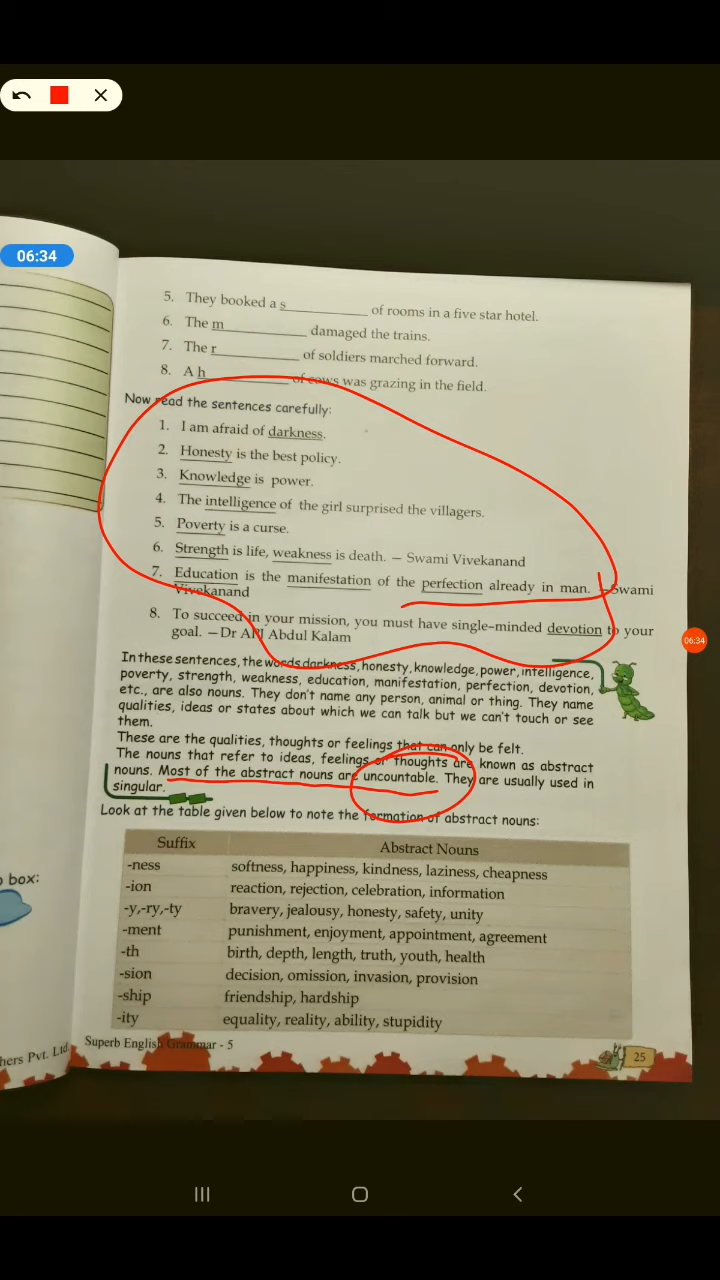 06:34
5. They booked a s__________ of rooms in a five star hotel.
6. The m__________ damaged the trains.
7. The r__________ of soldiers marched forward.
8. A h__________ of cows was grazing in the field.
Now read the sentences carefully:
1. I am afraid of darkness.
2. Honesty is the best policy.
3. Knowledge is power.
4. The intelligence of the girl surprised the villagers.
5. Poverty is a curse.
6. Strength is life, weakness is death. – Swami Vivekanand
7. Education is the manifestation of the perfection already in man. –Swami
Vivekanand
8. To succeed in your mission, you must have single–minded devotion to your
goal. –Dr APJ Abdul Kalam
06:34
In these sentences, the words darkness, honesty, knowledge, power, intelligence,
poverty, strength, weakness, education, manifestation, perfection, devotion,
etc., are also nouns. They don't name any person, animal or thing. They name
qualities, ideas or states about which we can talk but we can't touch or see
them.
These are the qualities, thoughts or feelings that can only be felt.
The nouns that refer to ideas, feelings or thoughts are known as abstract
nouns. Most of the abstract nouns are uncountable. They are usually used in
singular.
Look at the table given below to note the formation of abstract nouns:
Suffix Abstract Nouns
-ness softness, happiness, kindness, laziness, cheapness
-ion reaction, rejection, celebration, information
-y,-ry,-ty bravery, jealousy, honesty, safety, unity
-ment punishment, enjoyment, appointment, agreement
-th birth, depth, length, truth, youth, health
-sion decision, omission, invasion, provision
-ship friendship, hardship
-ity equality, reality, ability, stupidity
Superb English Grammar - 5
25
box:
Pvt. Ltd.